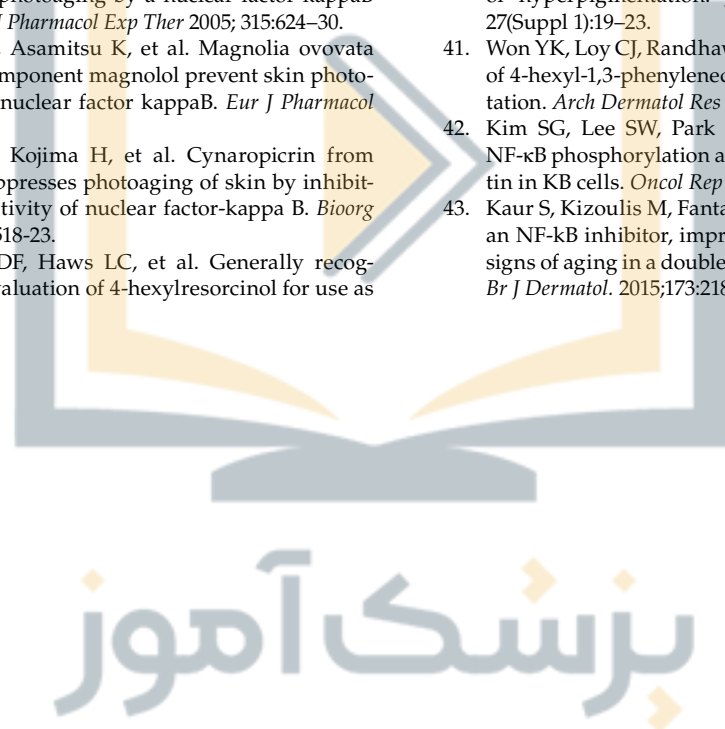 photoaging by a nuclear factor kappaB
J Pharmacol Exp Ther 2005; 315:624–30.
Asamitsu K, et al. Magnolia ovovata
component magnolol prevent skin photo-
nuclear factor kappaB. Eur J Pharmacol
Kojima H, et al. Cynaropicrin from
suppresses photoaging of skin by inhibit-
nuclear factor-kappa B. Bioorg
518-23.
DF, Haws LC, et al. Generally recog-
evaluation of 4-hexylresorcinol for use as
of hyperpigmentation.
27(Suppl 1):19–23.
41. Won YK, Loy CJ, Randhaw
of 4-hexyl-1,3-phenylened
tation. Arch Dermatol Res
42. Kim SG, Lee SW, Park
NF-κB phosphorylation a
tin in KB cells. Oncol Rep
43. Kaur S, Kizoulis M, Fanta
an NF-kB inhibitor, impr
signs of aging in a double
Br J Dermatol. 2015;173:218
پزشک آموز